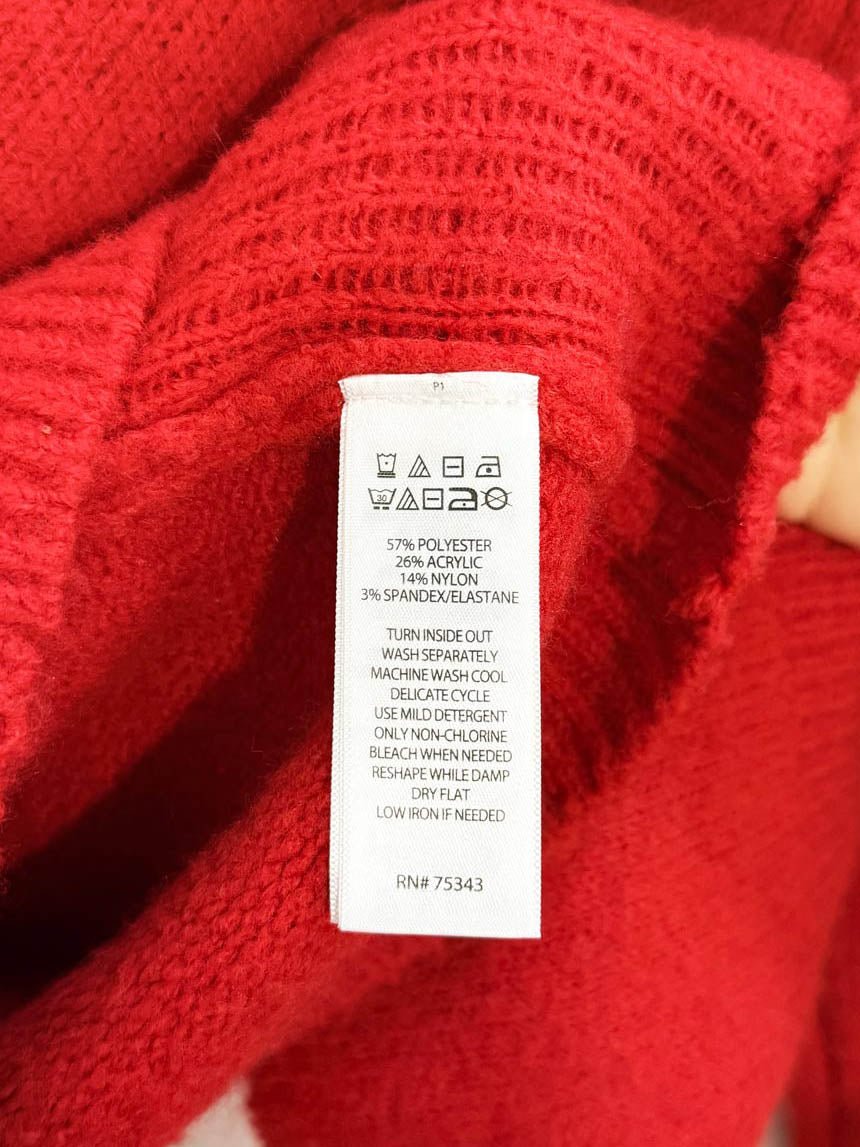 P1
30
57% POLYESTER
26% ACRYLIC
14% NYLON
3% SPANDEX/ELASTANE
TURN INSIDE OUT
WASH SEPARATELY
MACHINE WASH COOL
DELICATE CYCLE
USE MILD DETERGENT
ONLY NON-CHLORINE
BLEACH WHEN NEEDED
RESHAPE WHILE DAMP
DRY FLAT
LOW IRON IF NEEDED
RN# 75343